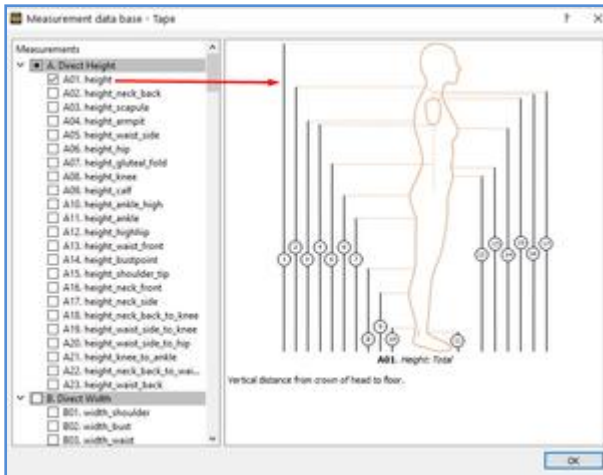 Measurement data base - Tape
Measurements
A. Direct Height
A01. height
A02. height_neck_back
A03. height_scapula
A04. height_armpit
A05. height_waist_side
A06. height_hip
A07. height_gluteal_fold
A08. height_knee
A09. height_calf
A10. height_ankle_high
A11. height_ankle
A12. height_highhip
A13. height_waist_front
A14. height_bustpoint
A15. height_shoulder_tip
A16. height_neck_front
A17. height_neck_side
A18. height_neck_back_to_knee
A19. height_waist_side_to_knee
A20. height_waist_side_to_hip
A21. height_knee_to_ankle
A22. height_neck_back_to_wai...
A23. height_waist_back
B. Direct Width
B01. width_shoulder
B02. width_bust
B03. width_waist
A01. Height: Total
Vertical distance from crown of head to floor.
OK